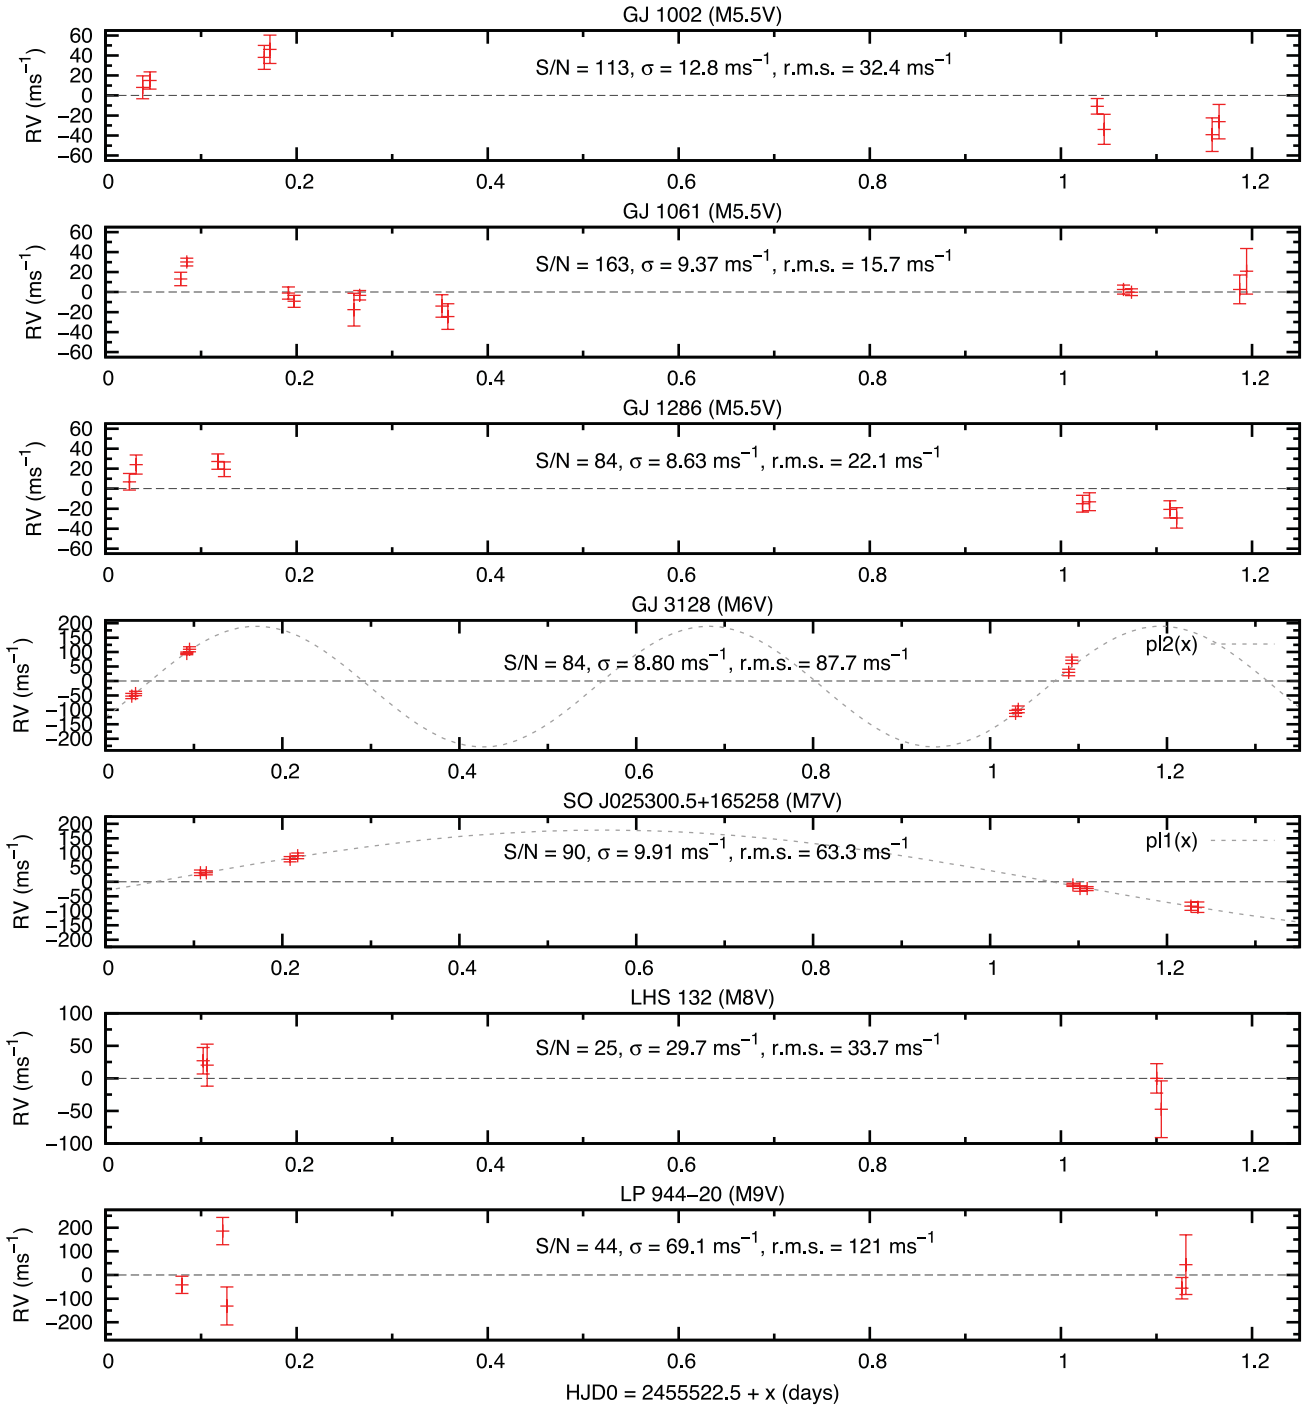 GJ 1002 (M5.5V)
RV (ms−1)
60
40
20
0
−20
−40
−60
S/N = 113, σ = 12.8 ms−1, r.m.s. = 32.4 ms−1
0 0.2 0.4 0.6 0.8 1 1.2
GJ 1061 (M5.5V)
RV (ms−1)
60
40
20
0
−20
−40
−60
S/N = 163, σ = 9.37 ms−1, r.m.s. = 15.7 ms−1
0 0.2 0.4 0.6 0.8 1 1.2
GJ 1286 (M5.5V)
RV (ms−1)
60
40
20
0
−20
−40
−60
S/N = 84, σ = 8.63 ms−1, r.m.s. = 22.1 ms−1
0 0.2 0.4 0.6 0.8 1 1.2
GJ 3128 (M6V)
RV (ms−1)
200
150
100
50
0
−50
−100
−150
−200
pl2(x)
S/N = 84, σ = 8.80 ms−1, r.m.s. = 87.7 ms−1
0 0.2 0.4 0.6 0.8 1 1.2
SO J025300.5+165258 (M7V)
RV (ms−1)
200
150
100
50
0
−50
−100
−150
−200
pl1(x)
S/N = 90, σ = 9.91 ms−1, r.m.s. = 63.3 ms−1
0 0.2 0.4 0.6 0.8 1 1.2
LHS 132 (M8V)
RV (ms−1)
100
50
0
−50
−100
S/N = 25, σ = 29.7 ms−1, r.m.s. = 33.7 ms−1
0 0.2 0.4 0.6 0.8 1 1.2
LP 944−20 (M9V)
RV (ms−1)
200
100
0
−100
−200
S/N = 44, σ = 69.1 ms−1, r.m.s. = 121 ms−1
0 0.2 0.4 0.6 0.8 1 1.2
HJD0 = 2455522.5 + x (days)